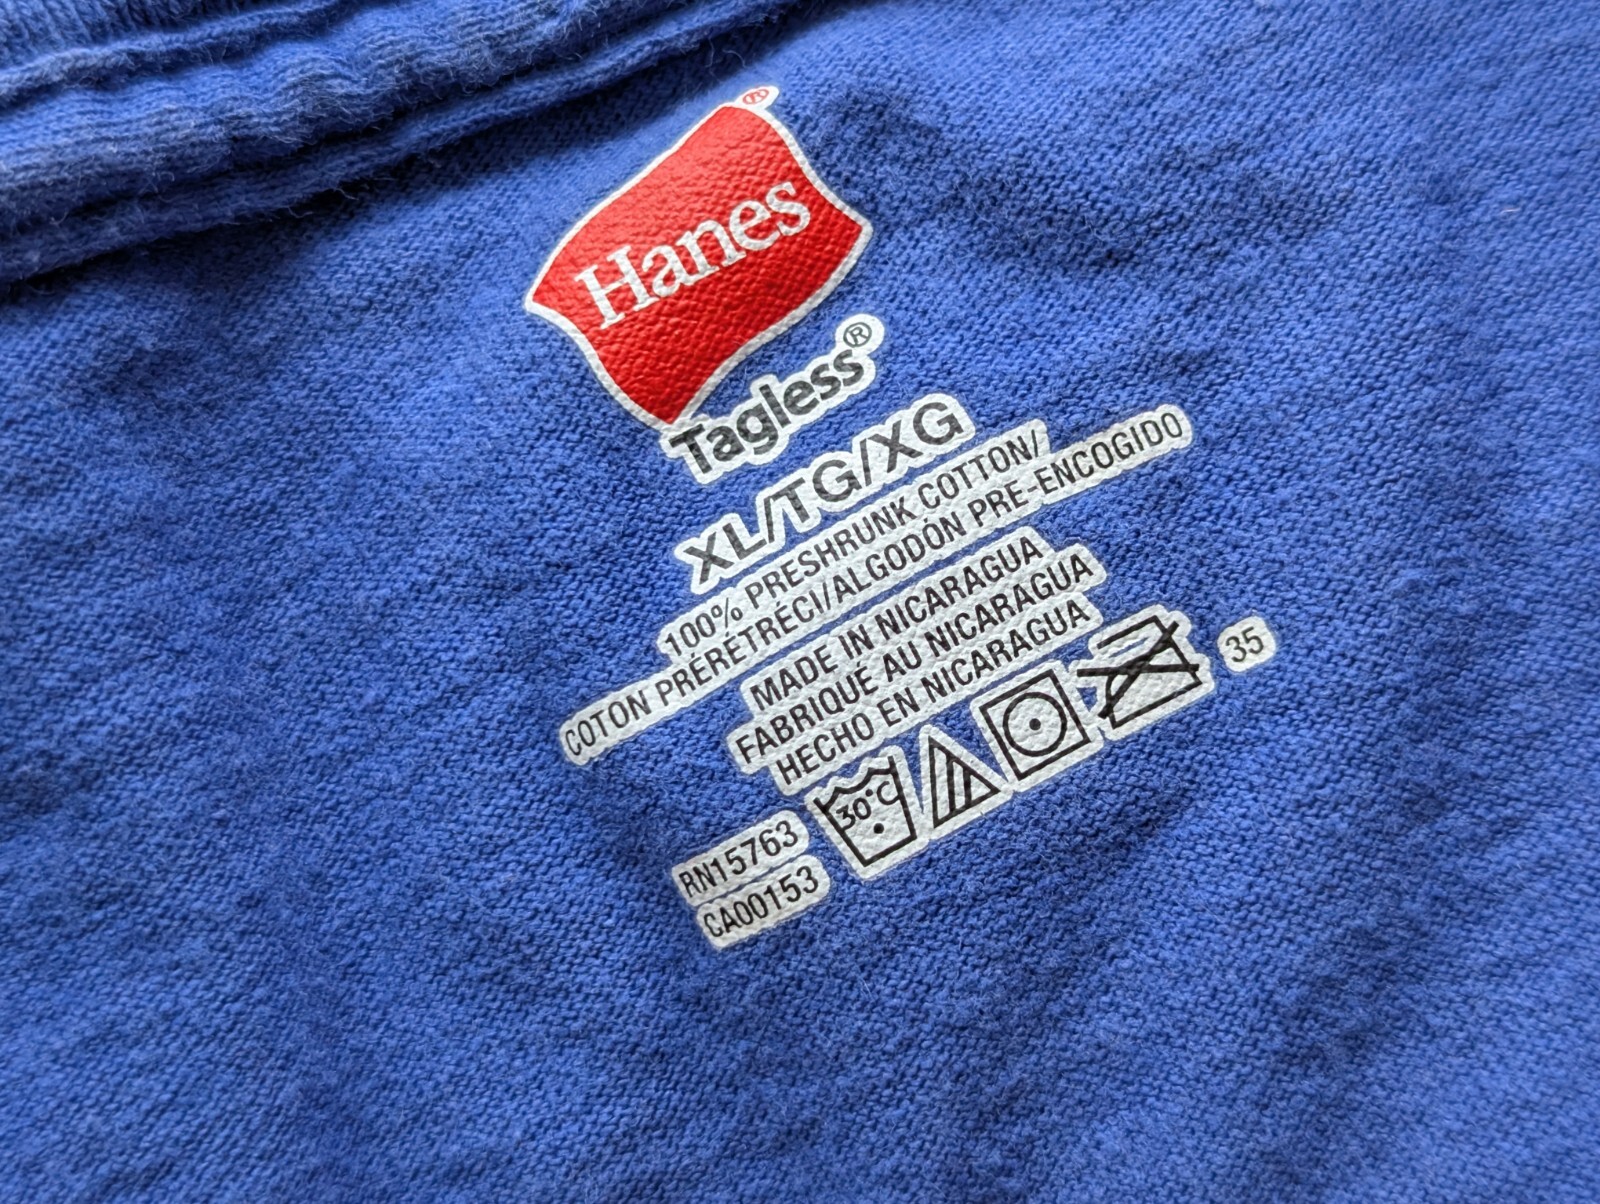 Hanes®
Tagless®
XL/TG/XG
100% PRESHRUNK COTTON/
COTON PRÉRÉTRÉCI/ALGODÓN PRE-ENCOGIDO
MADE IN NICARAGUA
FABRIQUÉ AU NICARAGUA
HECHO EN NICARAGUA
RN15763
CA00153
30°C
35